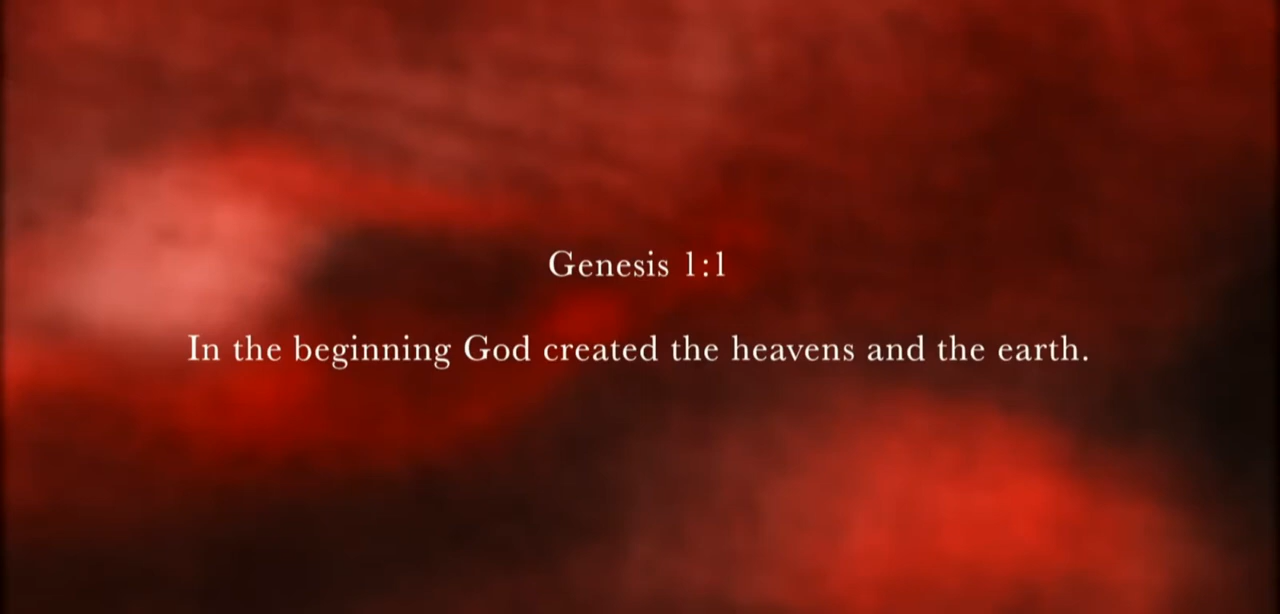 Genesis 1:1
In the beginning God created the heavens and the earth.